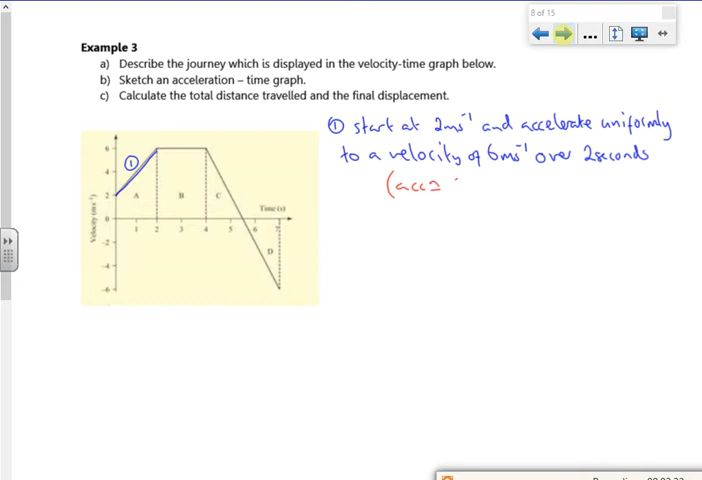 8 of 15
Example 3
a) Describe the journey which is displayed in the velocity-time graph below.
b) Sketch an acceleration – time graph.
c) Calculate the total distance travelled and the final displacement.
① start at 2ms⁻¹ and accelerate uniformly
to a velocity of 6ms⁻¹ over 2seconds
(acc=
①
Velocity (ms⁻¹)
6
4
2
0
-2
-4
-6
A
B
C
D
Time (s)
1
2
3
4
5
6
7